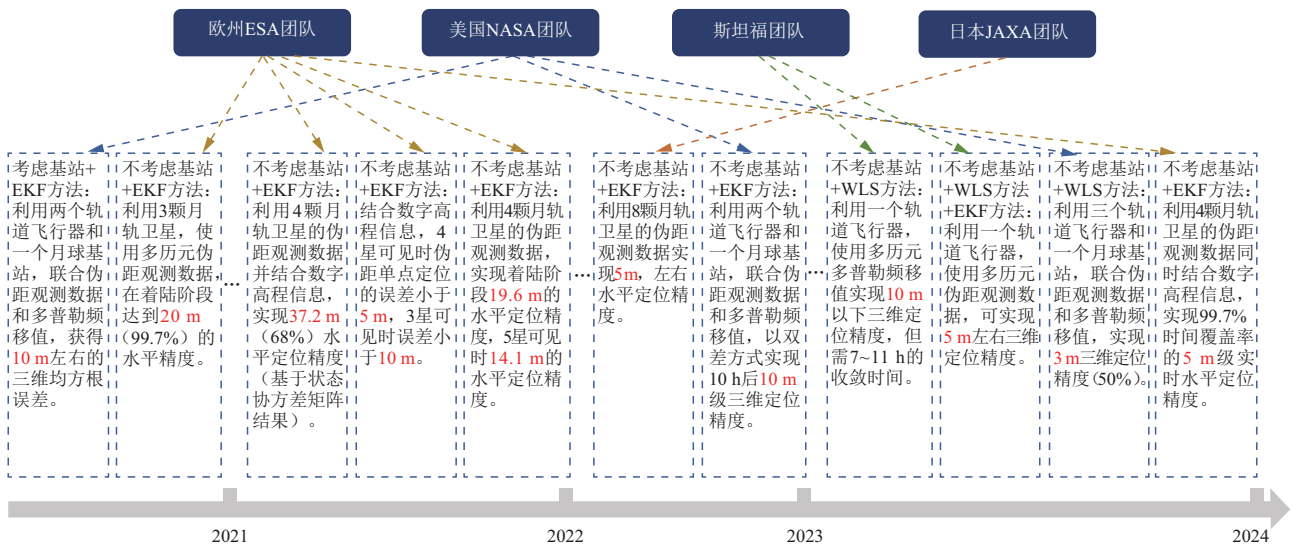 欧州ESA团队
美国NASA团队
斯坦福团队
日本JAXA团队
考虑基站+
EKF方法：
利用两个轨
道飞行器和
一个月球基
站，联合伪
距观测数据
和多普勒频
移值，获得
10 m左右的
三维均方根
误差。
不考虑基站
+EKF方法：
利用3颗月
轨卫星，使
用多历元伪
距观测数据，
在着陆阶段
达到20 m
（99.7%）的
水平精度。
...
不考虑基站
+EKF方法：
利用4颗月
轨卫星的伪
距观测数据
并结合数字
高程信息，
实现37.2 m
（68%）水
平定位精度
（基于状态
协方差矩阵
结果）。
不考虑基站
+EKF方法：
结合数字高
程信息，4
星可见时伪
距单点定位
的误差小于
5 m，3星可
见时误差小
于10 m。
不考虑基站
+EKF方法：
利用4颗月轨
卫星的伪距
观测数据，
实现着陆阶
段19.6 m的
水平定位精
度，5星可见
时14.1 m的
水平定位精
度。
...
不考虑基站
+EKF方法：
利用8颗月轨
卫星的伪距
观测数据实
现5m，左右
水平定位精
度。
不考虑基站
+EKF方法：
利用两个轨
道飞行器和
一个月球基
站，联合伪
距观测数据
和多普勒频
移值，以双
差方式实现
10 h后10 m
级三维定位
精度。
...
不考虑基站
+WLS方法：
利用一个轨
道飞行器，
使用多历元
多普勒频移
值实现10 m
以下三维定
位精度，但
需7~11 h的
收敛时间。
不考虑基站
+WLS方法
+EKF方法：
利用一个轨
道飞行器，
使用多历元
伪距观测数
据，可实现
5 m左右三维
定位精度。
不考虑基站
+WLS方法：
利用三个轨
道飞行器和
一个月球基
站，联合伪
距观测数据
和多普勒频
移值，实现
3 m三维定位
精度(50%)。
不考虑基站
+EKF方法：
利用4颗月轨
卫星的伪距
观测数据同
时结合数字
高程信息，
实现99.7%
时间覆盖率
的5 m级实
时水平定位
精度。
2021
2022
2023
2024